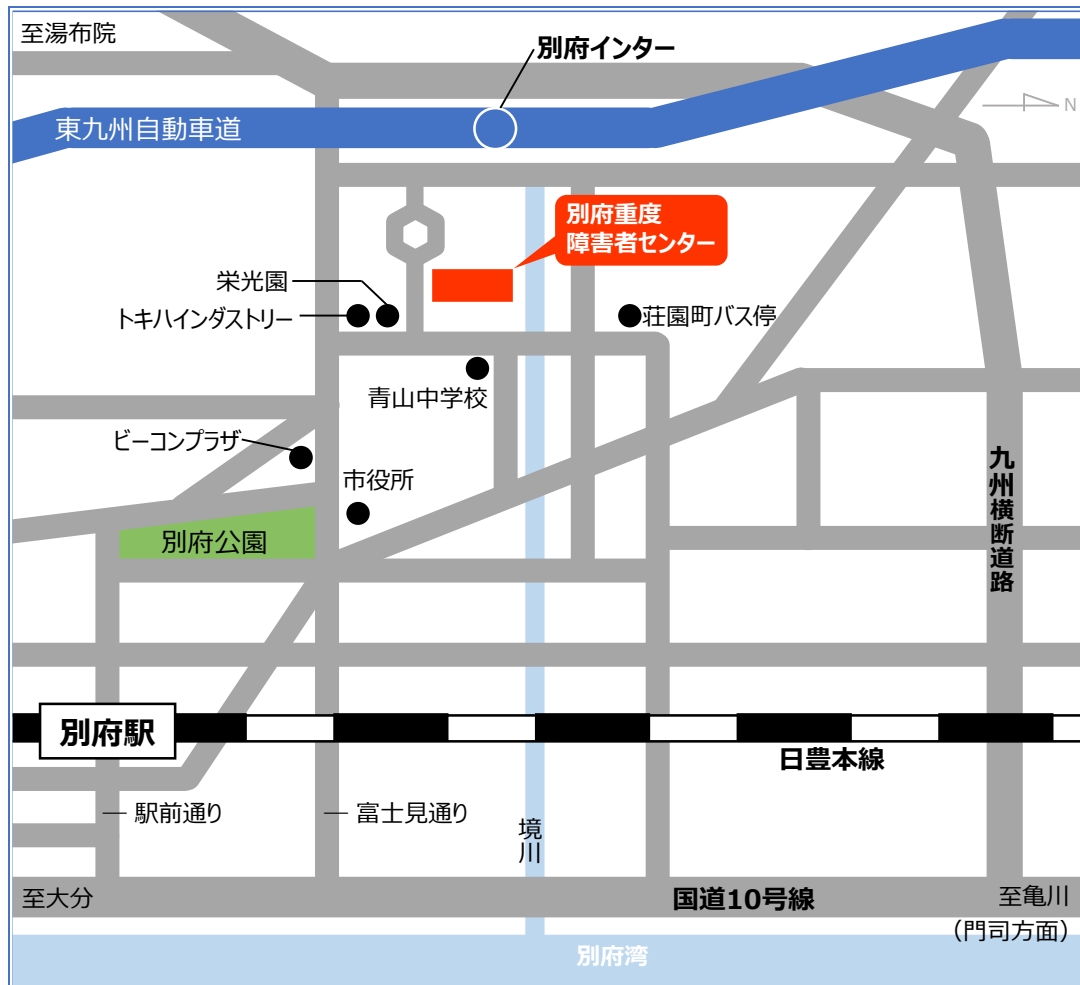 至湯布院
別府インター
東九州自動車道
N
別府重度
障害者センター
栄光園
トキハインダストリー
荘園町バス停
青山中学校
ビーコンプラザ
市役所
九州横断道路
別府公園
別府駅
日豊本線
駅前通り
富士見通り
境川
至大分
国道10号線
至亀川
(門司方面)
別府湾